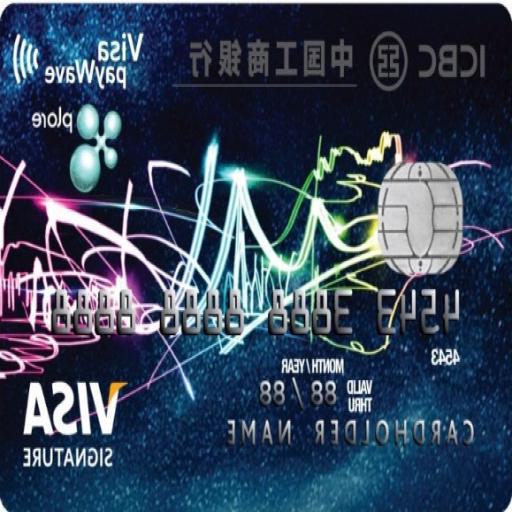 ICBC 中国工商银行
Visa
payWave
plore
4543 3888 8888 8888
4543
MONTH/YEAR
VALID
THRU 88/88
CARDHOLDER NAME
VISA
SIGNATURE